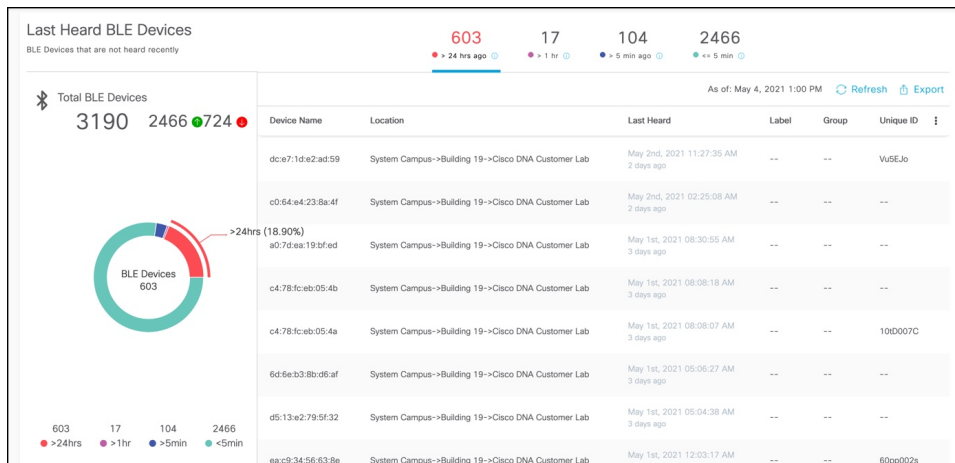 Last Heard BLE Devices
BLE Devices that are not heard recently
603 17 104 2466
> 24 hrs ago > 1 hr > 5 min ago <= 5 min
As of: May 4, 2021 1:00 PM Refresh Export
Total BLE Devices
3190 2466 724
>24hrs (18.90%)
BLE Devices
603
603 17 104 2466
>24hrs >1hr >5min <5min
Device Name Location Last Heard Label Group Unique ID
dc:e7:1d:e2:ad:59 System Campus->Building 19->Cisco DNA Customer Lab May 2nd, 2021 11:27:35 AM -- -- Vu5EJo
2 days ago
c0:64:e4:23:8a:4f System Campus->Building 19->Cisco DNA Customer Lab May 2nd, 2021 02:25:08 AM -- -- --
2 days ago
a0:7d:ea:19:bf:ed System Campus->Building 19->Cisco DNA Customer Lab May 1st, 2021 08:30:55 AM -- -- --
3 days ago
c4:78:fc:eb:05:4b System Campus->Building 19->Cisco DNA Customer Lab May 1st, 2021 08:08:18 AM -- -- --
3 days ago
c4:78:fc:eb:05:4a System Campus->Building 19->Cisco DNA Customer Lab May 1st, 2021 08:08:07 AM -- -- 10tD007C
3 days ago
6d:6e:b3:8b:d6:af System Campus->Building 19->Cisco DNA Customer Lab May 1st, 2021 05:06:27 AM -- -- --
3 days ago
d5:13:e2:79:5f:32 System Campus->Building 19->Cisco DNA Customer Lab May 1st, 2021 05:04:38 AM -- -- --
3 days ago
ea:c9:34:56:63:8e System Campus->Building 19->Cisco DNA Customer Lab May 1st, 2021 12:03:17 AM -- -- 60pp002s